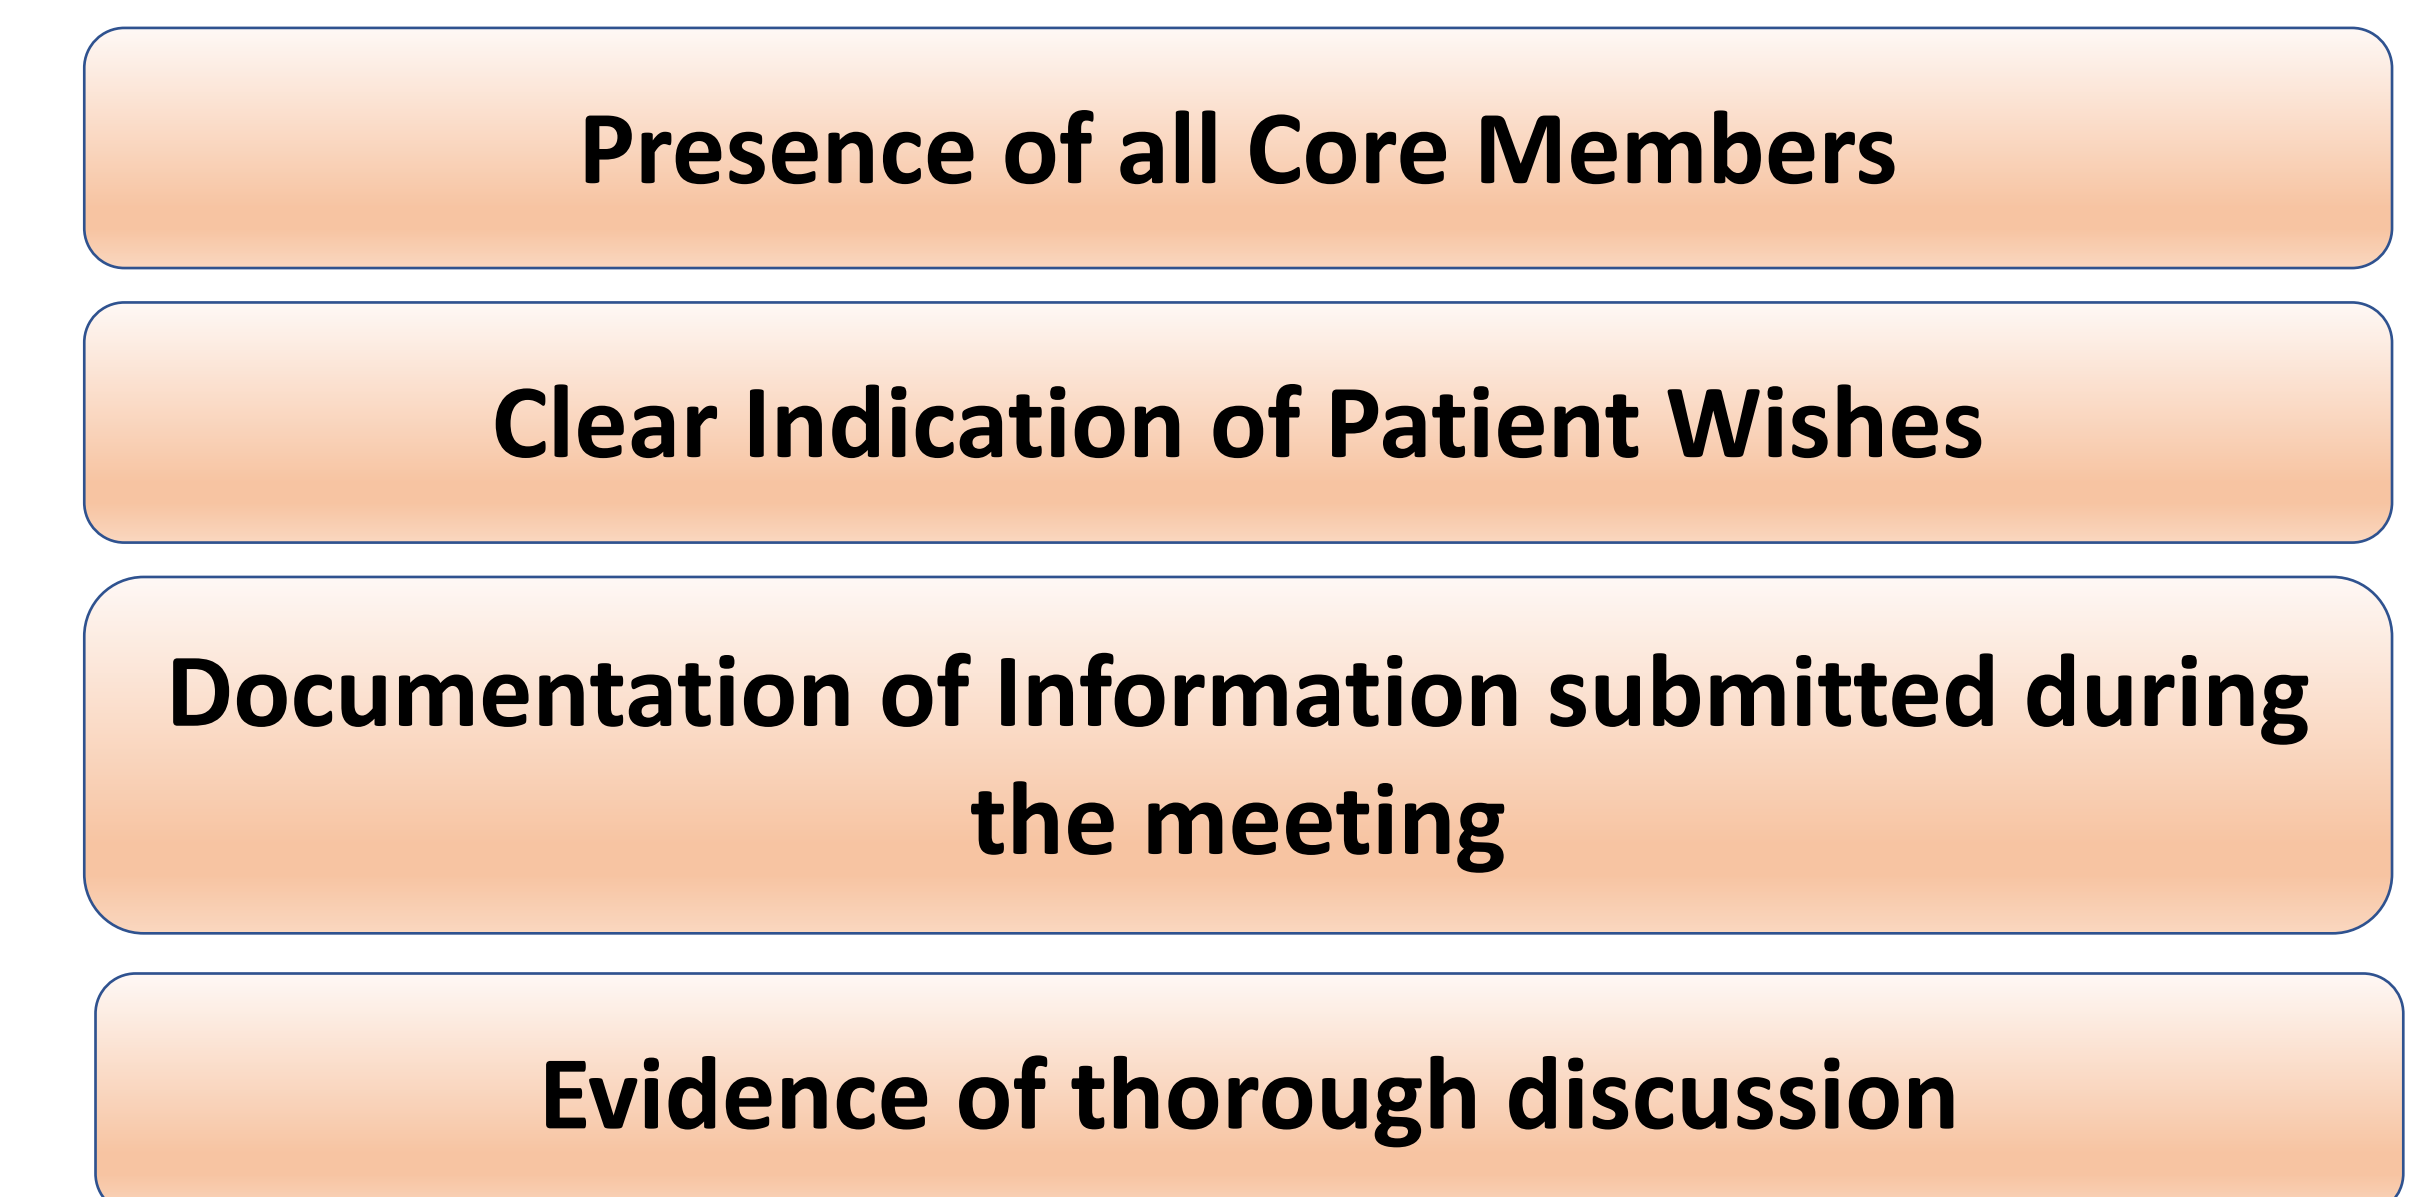 Presence of all Core Members
Clear Indication of Patient Wishes
Documentation of Information submitted during
the meeting
Evidence of thorough discussion